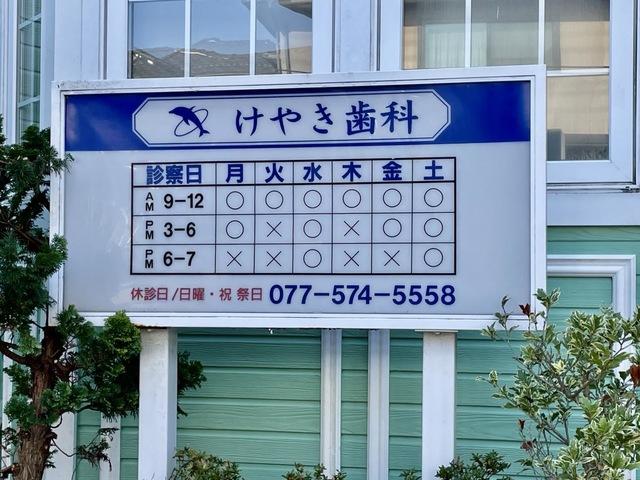 けやき歯科
診察日 月 火 水 木 金 土
AM 9-12 ○ ○ ○ ○ ○ ○
PM 3-6 ○ × ○ × ○ ○
PM 6-7 × × ○ × × ○
休診日/日曜・祝 祭日 077-574-5558